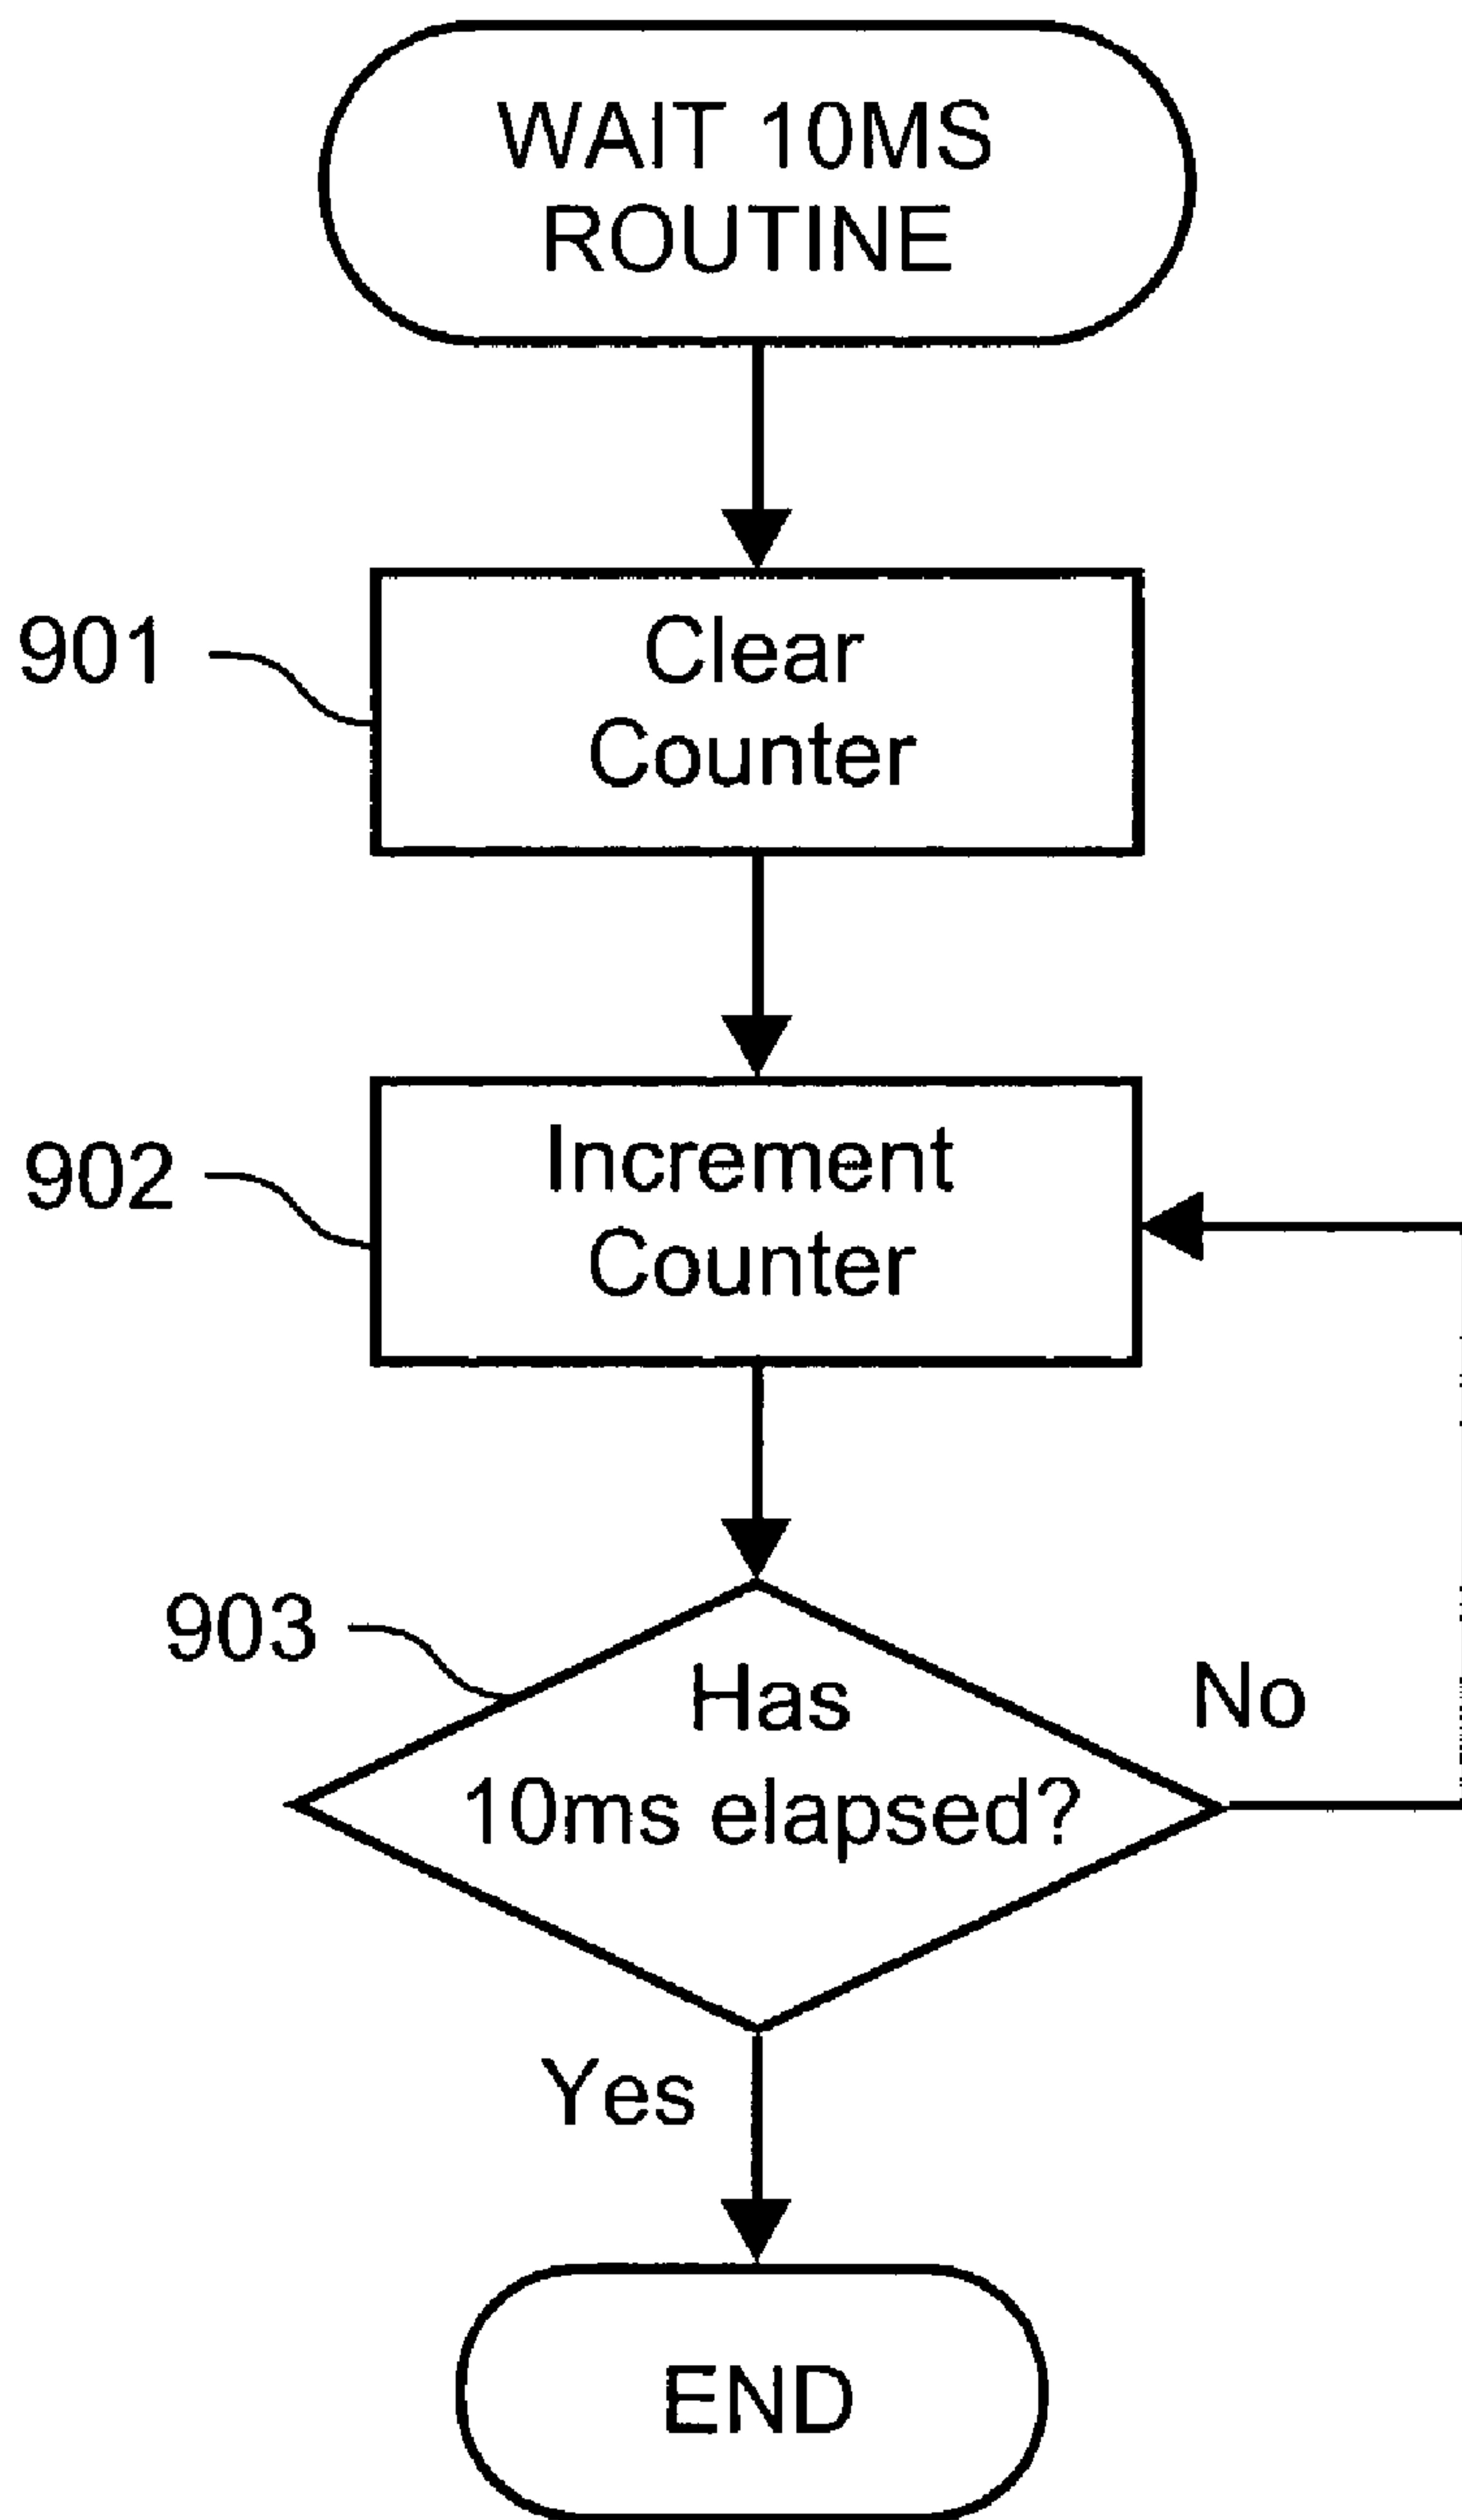 WAIT 10MS
ROUTINE
901
Clear
Counter
902
Increment
Counter
903
Has
10ms elapsed?
No
Yes
END